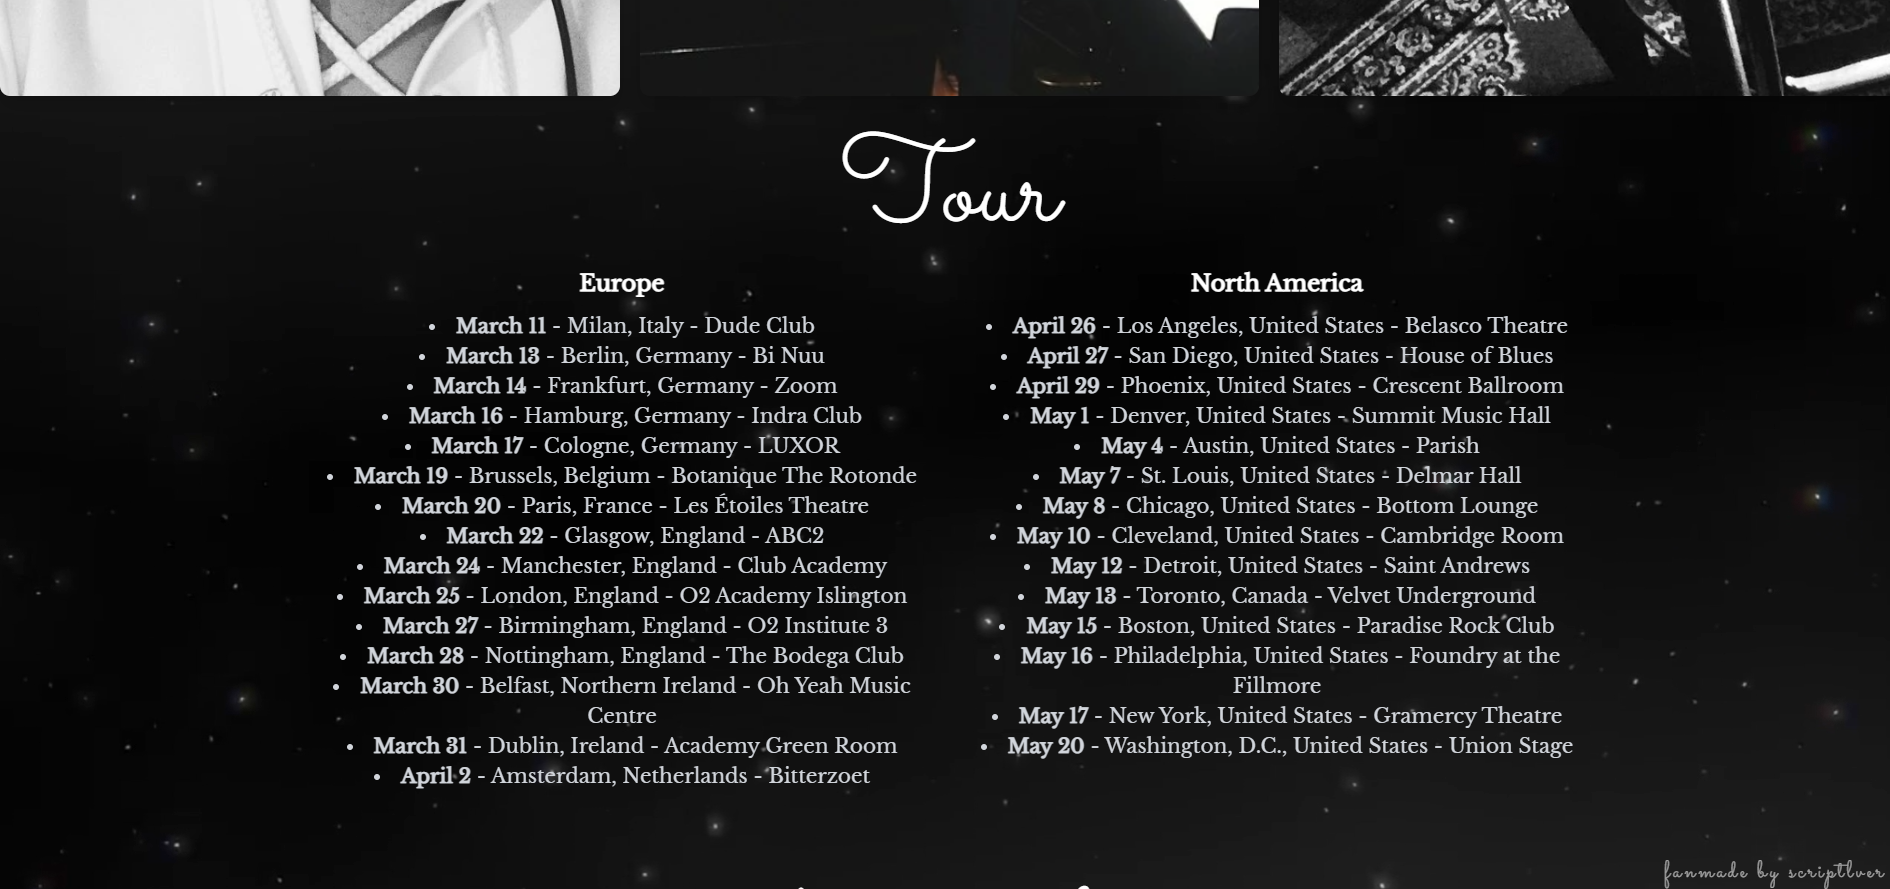 Tour
Europe
• March 11 - Milan, Italy - Dude Club
• March 13 - Berlin, Germany - Bi Nuu
• March 14 - Frankfurt, Germany - Zoom
• March 16 - Hamburg, Germany - Indra Club
• March 17 - Cologne, Germany - LUXOR
• March 19 - Brussels, Belgium - Botanique The Rotonde
• March 20 - Paris, France - Les Étoiles Theatre
• March 22 - Glasgow, England - ABC2
• March 24 - Manchester, England - Club Academy
• March 25 - London, England - O2 Academy Islington
• March 27 - Birmingham, England - O2 Institute 3
• March 28 - Nottingham, England - The Bodega Club
• March 30 - Belfast, Northern Ireland - Oh Yeah Music
Centre
• March 31 - Dublin, Ireland - Academy Green Room
• April 2 - Amsterdam, Netherlands - Bitterzoet
North America
• April 26 - Los Angeles, United States - Belasco Theatre
• April 27 - San Diego, United States - House of Blues
• April 29 - Phoenix, United States - Crescent Ballroom
• May 1 - Denver, United States - Summit Music Hall
• May 4 - Austin, United States - Parish
• May 7 - St. Louis, United States - Delmar Hall
• May 8 - Chicago, United States - Bottom Lounge
• May 10 - Cleveland, United States - Cambridge Room
• May 12 - Detroit, United States - Saint Andrews
• May 13 - Toronto, Canada - Velvet Underground
• May 15 - Boston, United States - Paradise Rock Club
• May 16 - Philadelphia, United States - Foundry at the
Fillmore
• May 17 - New York, United States - Gramercy Theatre
• May 20 - Washington, D.C., United States - Union Stage
fanmade by scriptlver